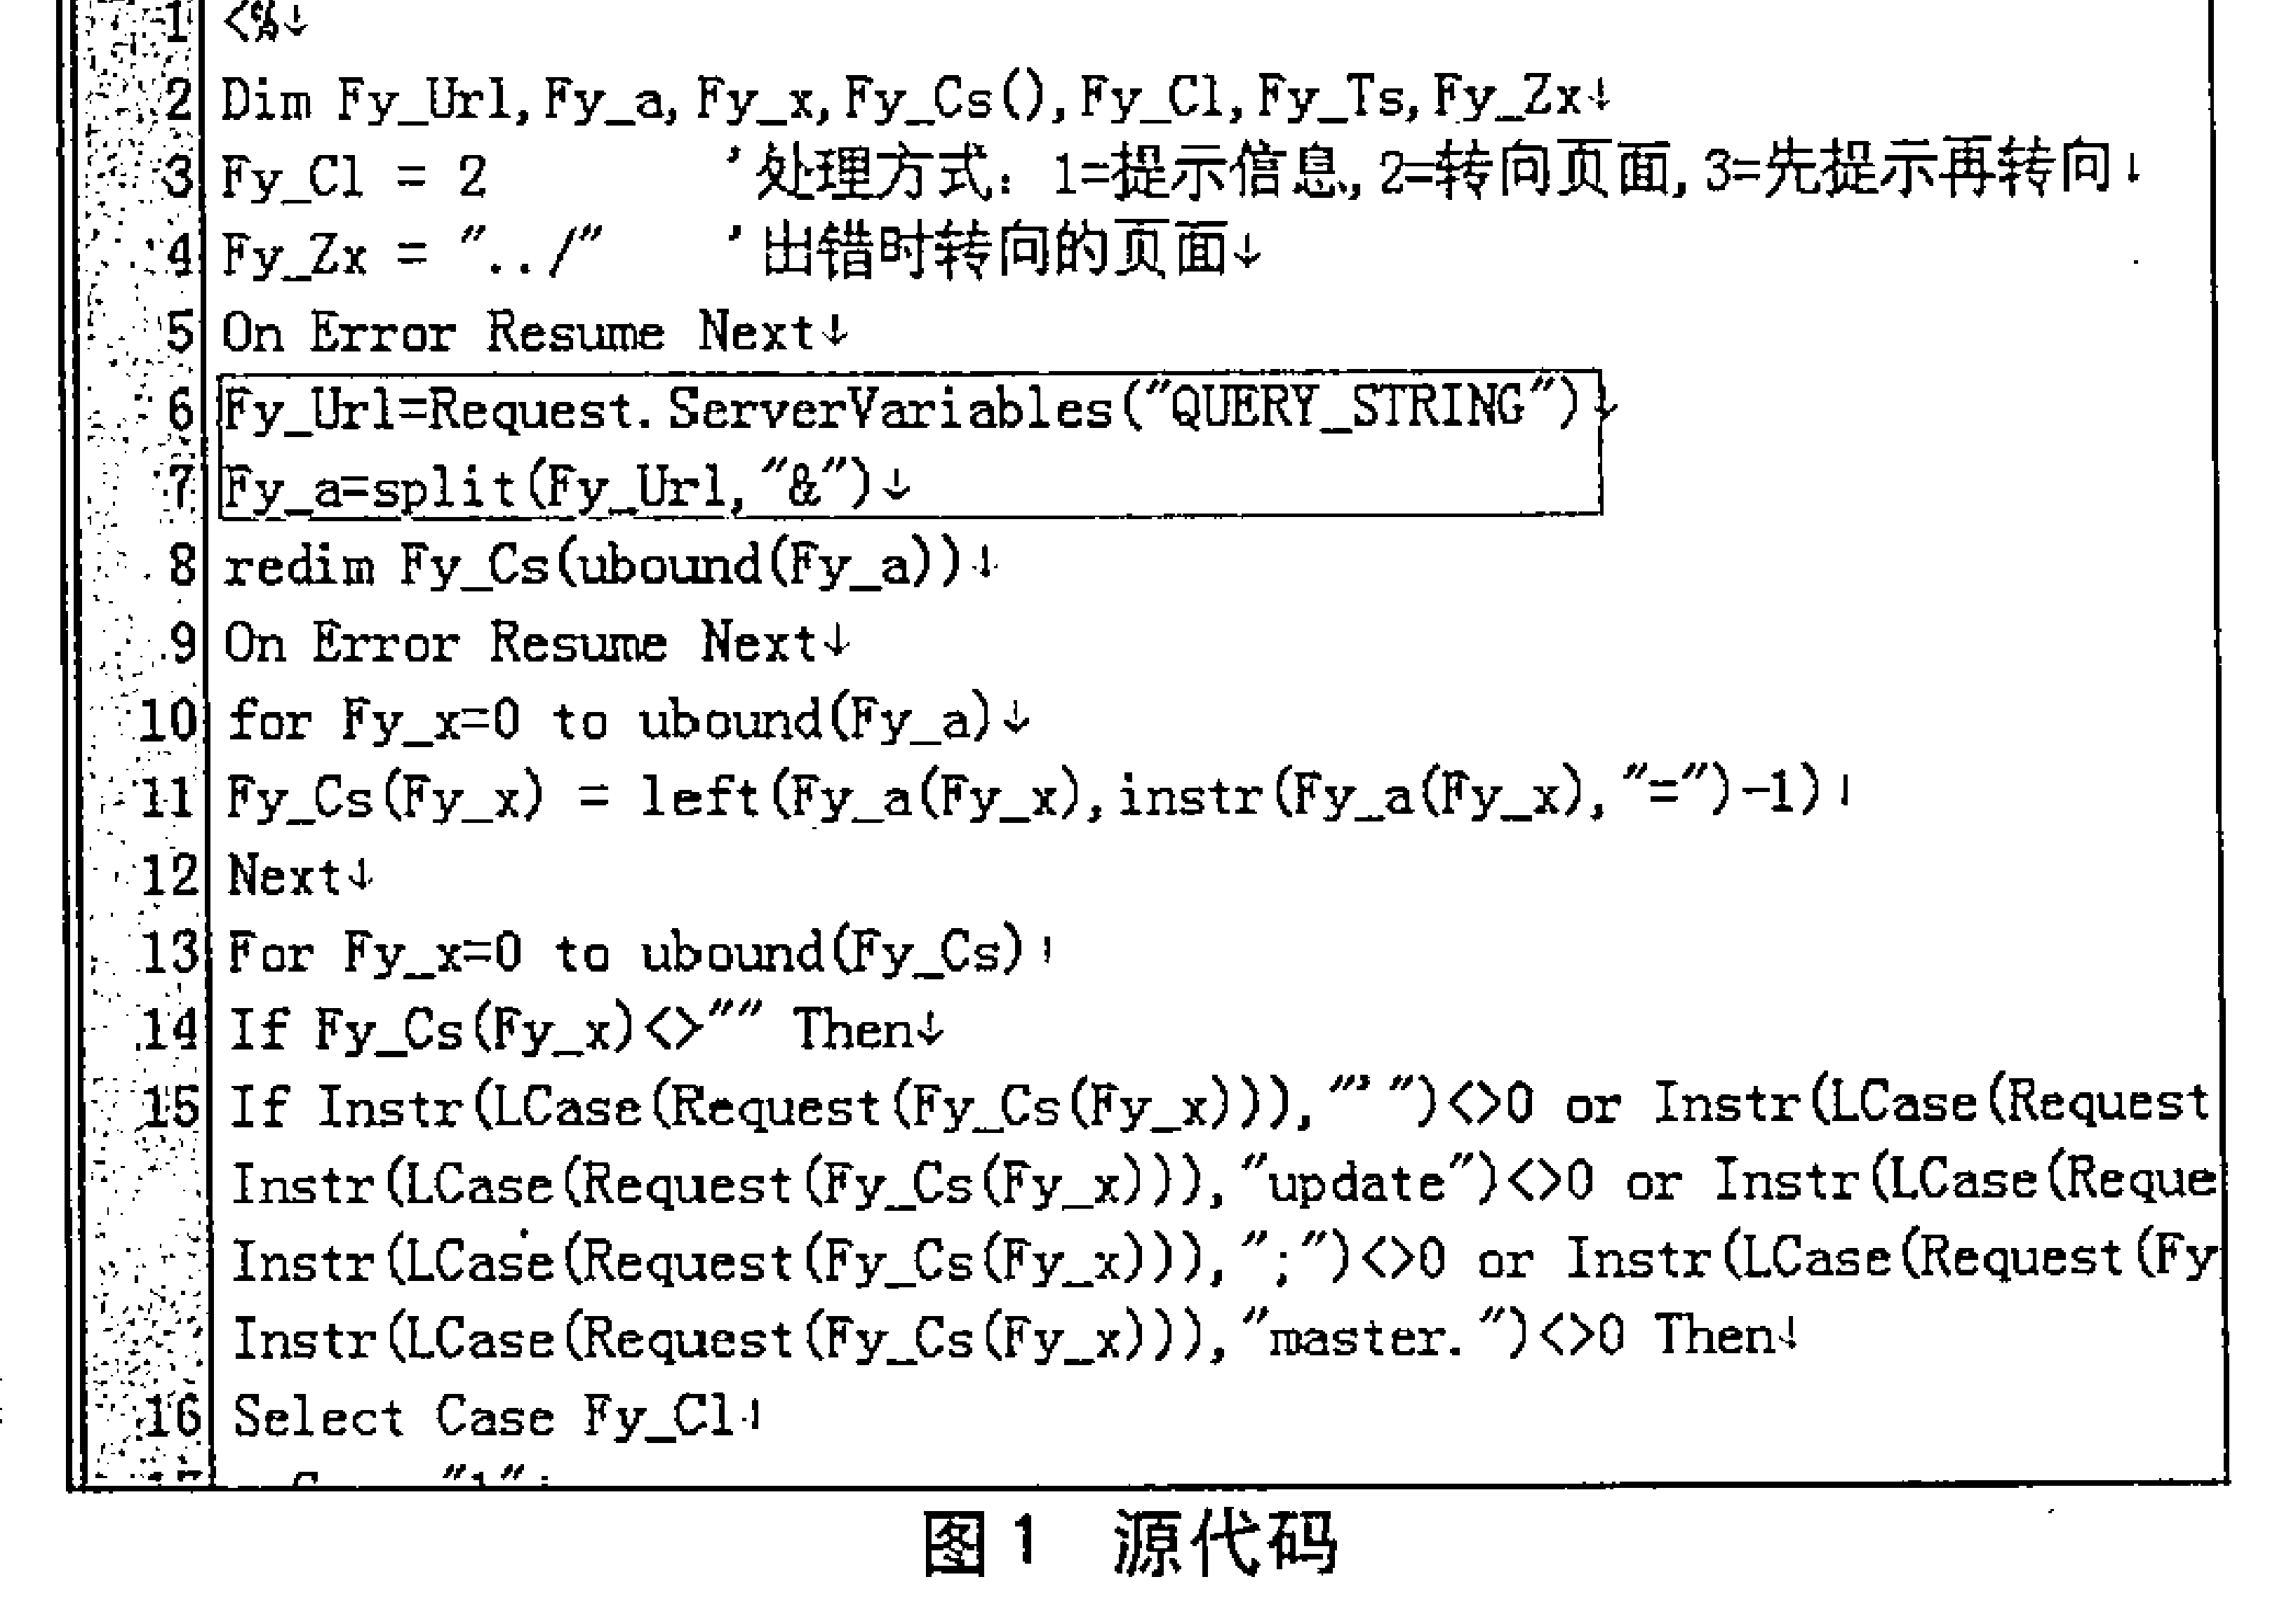 1 <%↓
2 Dim Fy_Url,Fy_a,Fy_x,Fy_Cs(),Fy_Cl,Fy_Ts,Fy_Zx↓
3 Fy_Cl = 2 '处理方式：1=提示信息,2=转向页面,3=先提示再转向↓
4 Fy_Zx = "../" '出错时转向的页面↓
5 On Error Resume Next↓
6 Fy_Url=Request.ServerVariables("QUERY_STRING")↓
7 Fy_a=split(Fy_Url,"&")↓
8 redim Fy_Cs(ubound(Fy_a))↓
9 On Error Resume Next↓
10 for Fy_x=0 to ubound(Fy_a)↓
11 Fy_Cs(Fy_x) = left(Fy_a(Fy_x),instr(Fy_a(Fy_x),"=")-1)↓
12 Next↓
13 For Fy_x=0 to ubound(Fy_Cs)↓
14 If Fy_Cs(Fy_x)<>"" Then↓
15 If Instr(LCase(Request(Fy_Cs(Fy_x))),"'")<>0 or Instr(LCase(Request
Instr(LCase(Request(Fy_Cs(Fy_x))),"update")<>0 or Instr(LCase(Reque
Instr(LCase(Request(Fy_Cs(Fy_x))),";")<>0 or Instr(LCase(Request(Fy
Instr(LCase(Request(Fy_Cs(Fy_x))),"master.")<>0 Then↓
16 Select Case Fy_Cl↓
图1 源代码